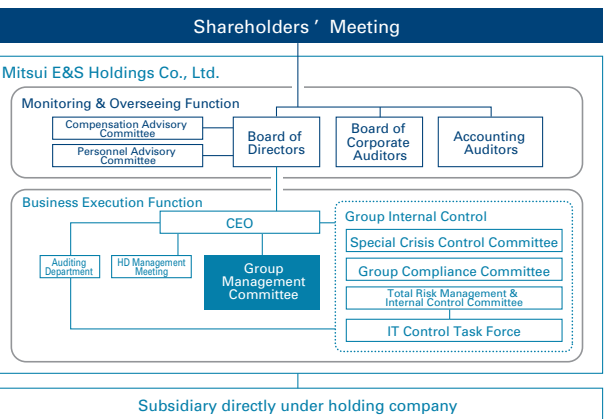 Shareholders’ Meeting
Mitsui E&S Holdings Co., Ltd.
Monitoring & Overseeing Function
Compensation Advisory
Committee
Personnel Advisory
Committee
Board of
Directors
Board of
Corporate
Auditors
Accounting
Auditors
Business Execution Function
CEO
Auditing
Department
HD Management
Meeting
Group
Management
Committee
Group Internal Control
Special Crisis Control Committee
Group Compliance Committee
Total Risk Management &
Internal Control Committee
IT Control Task Force
Subsidiary directly under holding company